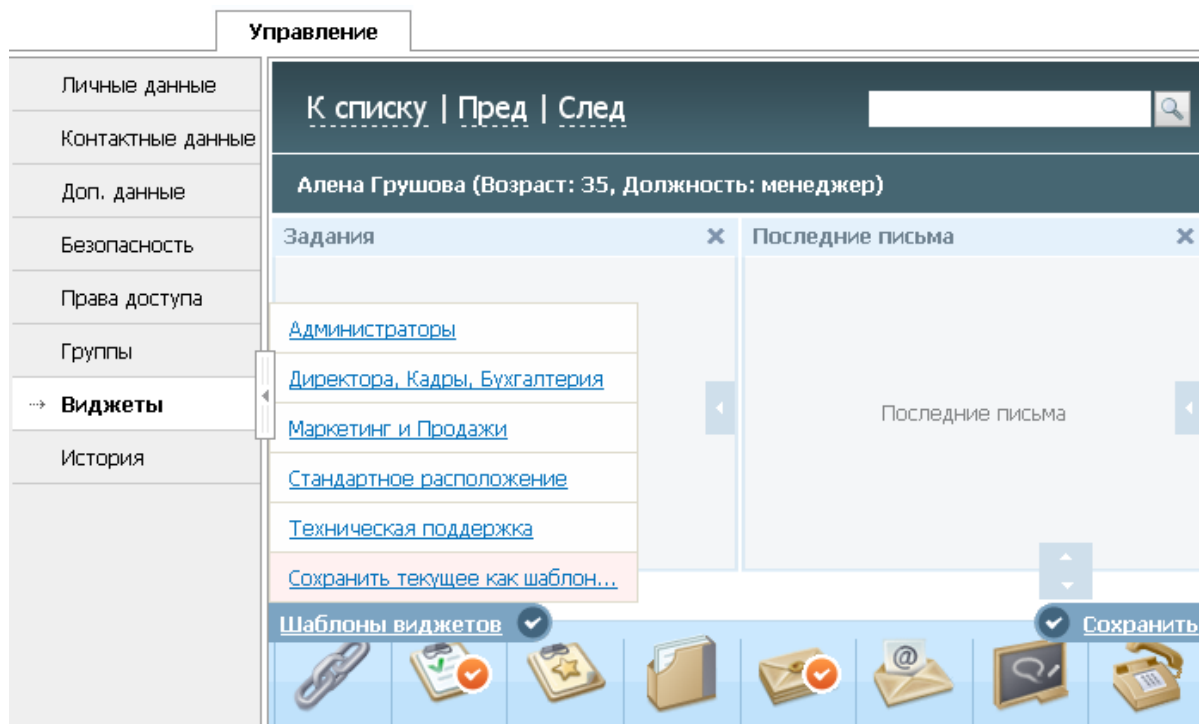 Управление
Личные данные
Контактные данные
Доп. данные
Безопасность
Права доступа
Группы
Виджеты
История
К списку | Пред | След
Алена Грушова (Возраст: 35, Должность: менеджер)
Задания
Последние письма
Последние письма
Администраторы
Директора, Кадры, Бухгалтерия
Маркетинг и Продажи
Стандартное расположение
Техническая поддержка
Сохранить текущее как шаблон...
Шаблоны виджетов
Сохранить
@